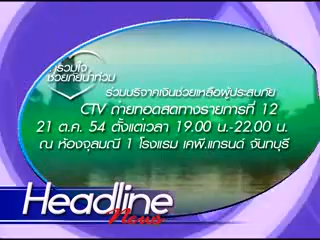 รวมใจ
ช่วยภัยน้ำท่วม
ร่วมบริจาคเงินช่วยเหลือผู้ประสบภัย
CTV ถ่ายทอดสดทางรายการที่ 12
21 ต.ค. 54 ตั้งแต่เวลา 19.00 น.-22.00 น.
ณ ห้องจุลมณี 1 โรงแรม เคพี.แกรนด์ จันทบุรี
Headline
News